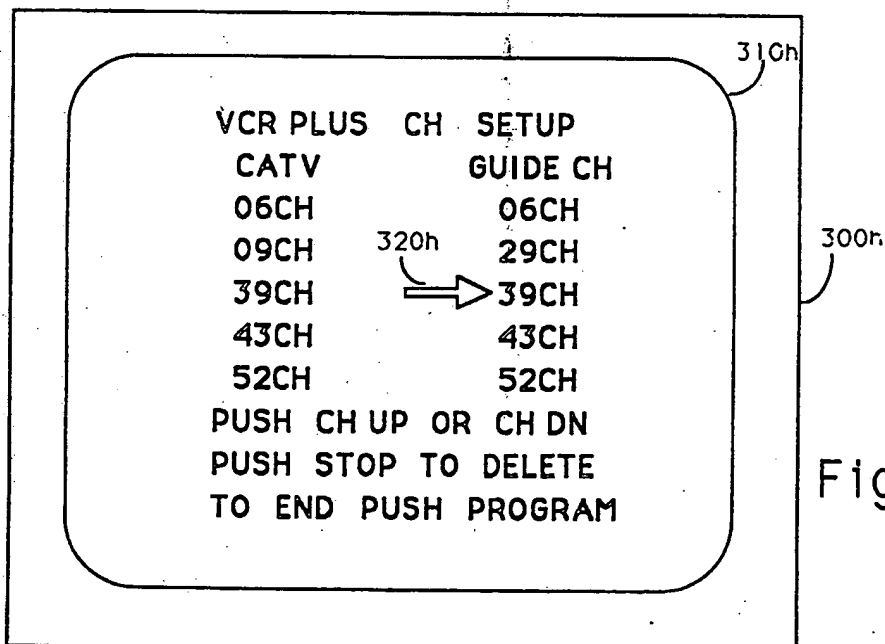 310h
VCR PLUS CH SETUP
CATV GUIDE CH
06CH 06CH
09CH 320h 29CH 300h
39CH 39CH
43CH 43CH
52CH 52CH
PUSH CH UP OR CH DN
PUSH STOP TO DELETE
TO END PUSH PROGRAM
Fig